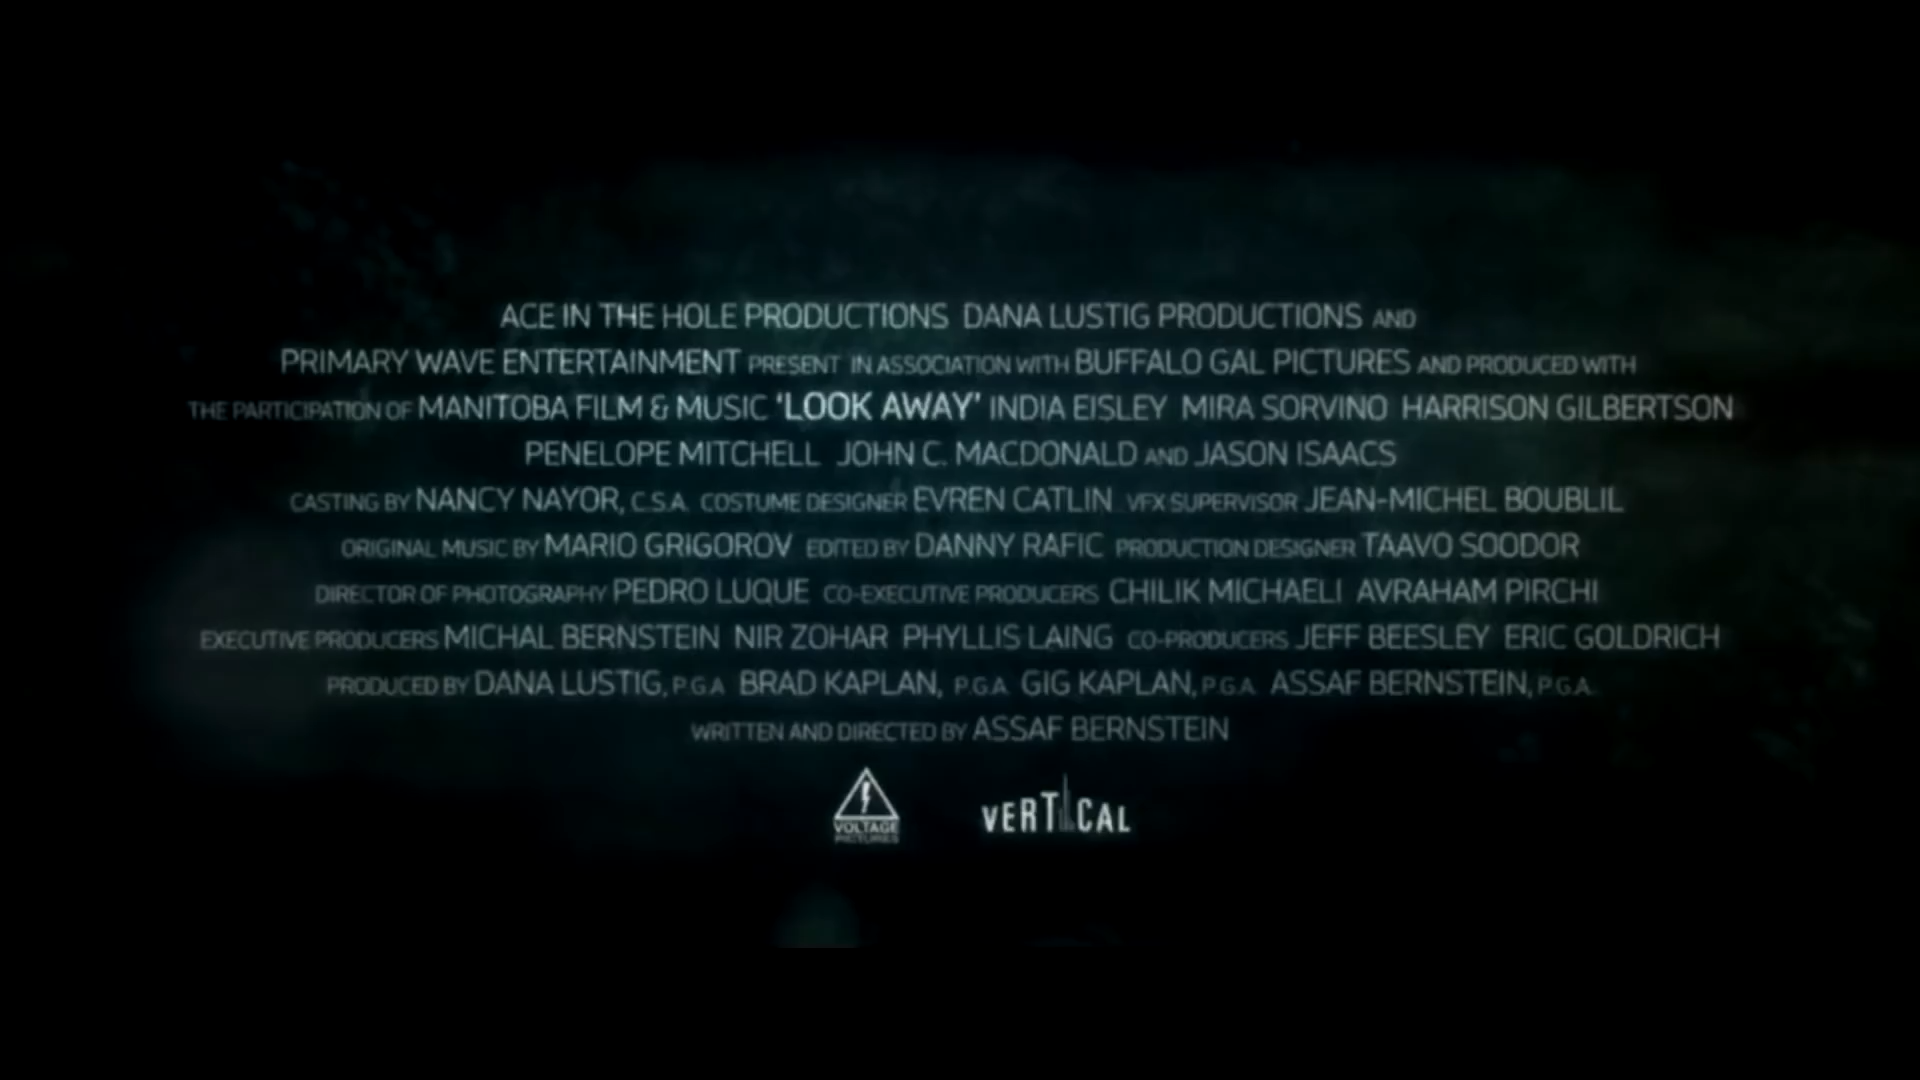 ACE IN THE HOLE PRODUCTIONS DANA LUSTIG PRODUCTIONS AND
PRIMARY WAVE ENTERTAINMENT PRESENT IN ASSOCIATION WITH BUFFALO GAL PICTURES AND PRODUCED WITH
THE PARTICIPATION OF MANITOBA FILM & MUSIC 'LOOK AWAY' INDIA EISLEY MIRA SORVINO HARRISON GILBERTSON
PENELOPE MITCHELL JOHN C. MACDONALD AND JASON ISAACS
CASTING BY NANCY NAYOR, C.S.A. COSTUME DESIGNER EVREN CATLIN VFX SUPERVISOR JEAN-MICHEL BOUBLIL
ORIGINAL MUSIC BY MARIO GRIGOROV EDITED BY DANNY RAFIC PRODUCTION DESIGNER TAAVO SOODOR
DIRECTOR OF PHOTOGRAPHY PEDRO LUQUE CO-EXECUTIVE PRODUCERS CHILIK MICHAELI AVRAHAM PIRCHI
EXECUTIVE PRODUCERS MICHAL BERNSTEIN NIR ZOHAR PHYLLIS LAING CO-PRODUCERS JEFF BEESLEY ERIC GOLDRICH
PRODUCED BY DANA LUSTIG, P.G.A BRAD KAPLAN, P.G.A. GIG KAPLAN, P.G.A. ASSAF BERNSTEIN, P.G.A.
WRITTEN AND DIRECTED BY ASSAF BERNSTEIN
VOLTAGE PICTURES
VERTICAL